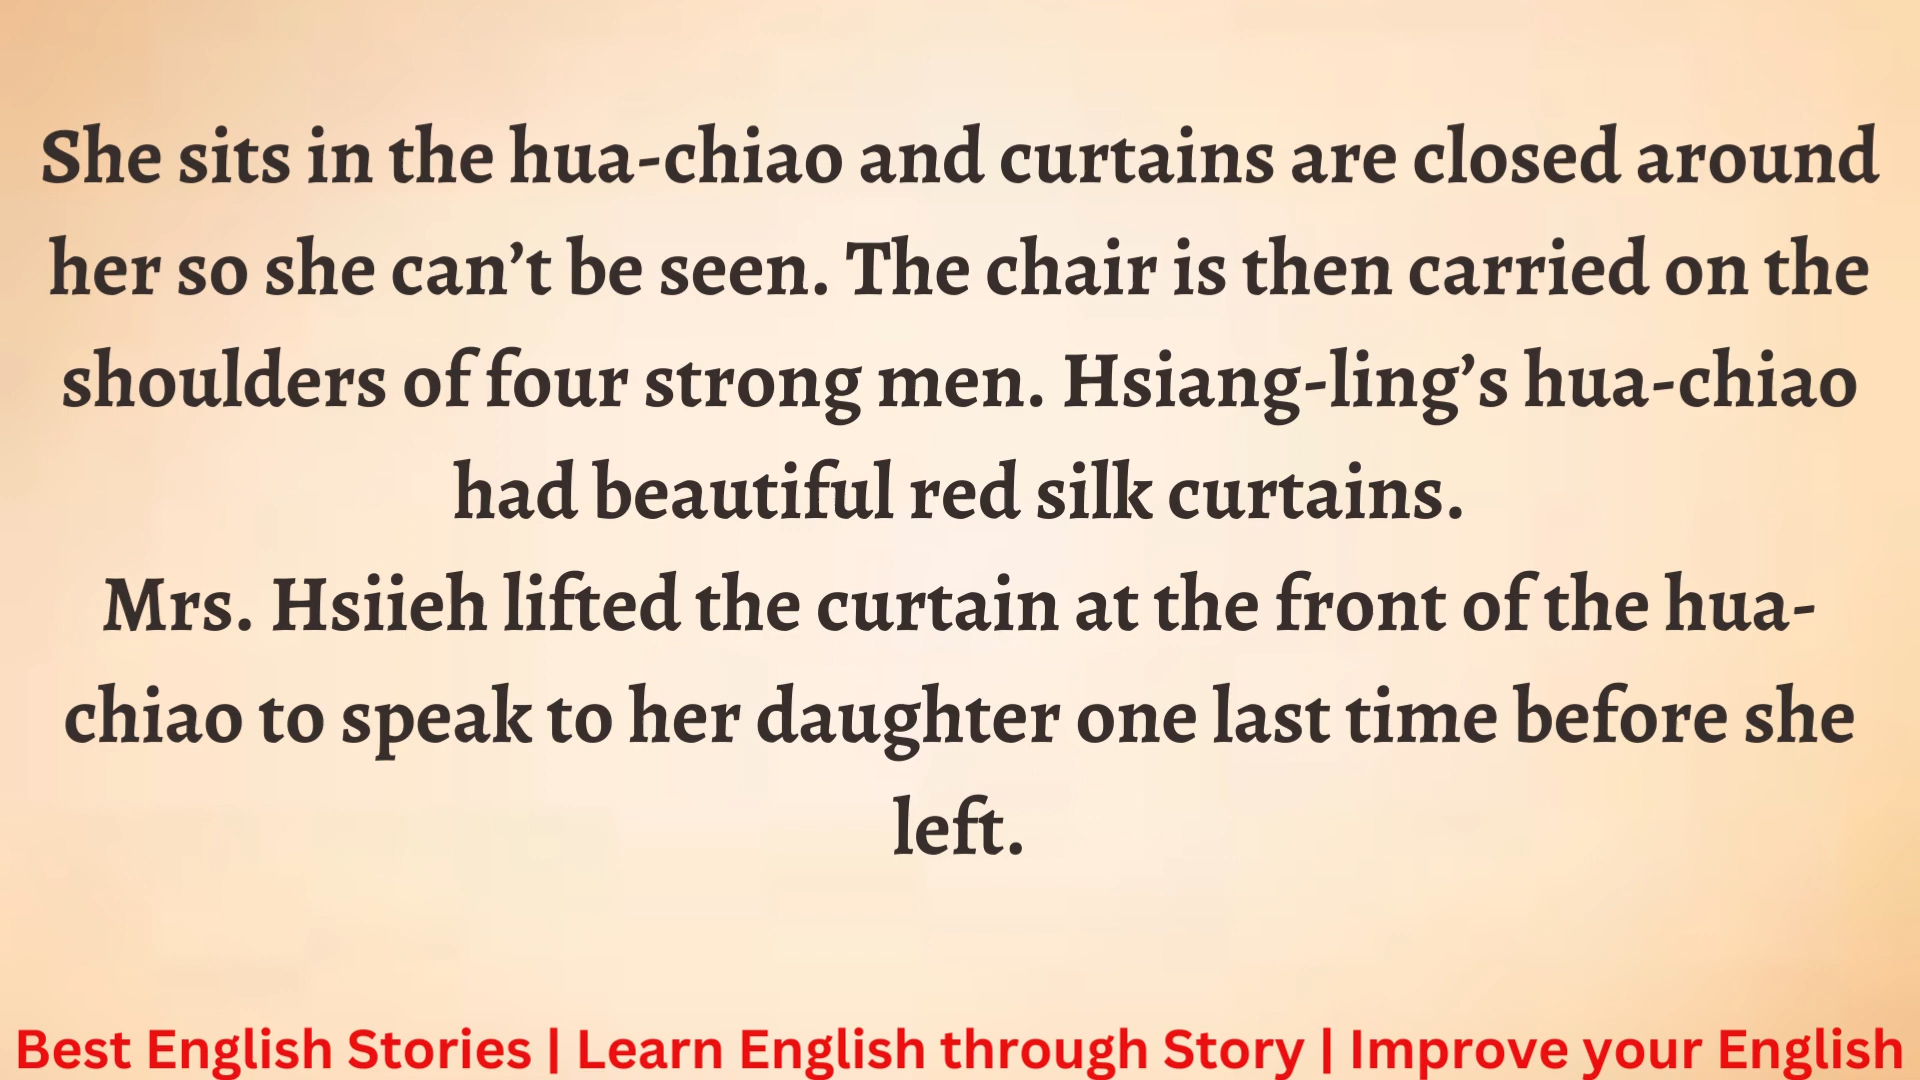 She sits in the hua-chiao and curtains are closed around
her so she can’t be seen. The chair is then carried on the
shoulders of four strong men. Hsiang-ling’s hua-chiao
had beautiful red silk curtains.
Mrs. Hsiieh lifted the curtain at the front of the hua-
chiao to speak to her daughter one last time before she
left.
Best English Stories | Learn English through Story | Improve your English